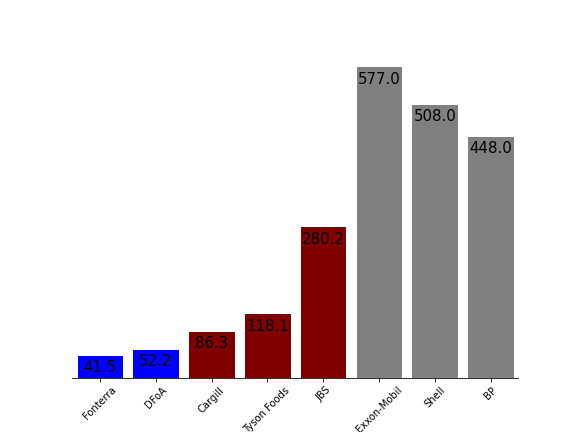 577.0
508.0
448.0
280.2
118.1
86.3
52.2
41.5
Fonterra
DFoA
Cargill
Tyson Foods
JBS
Exxon-Mobil
Shell
BP